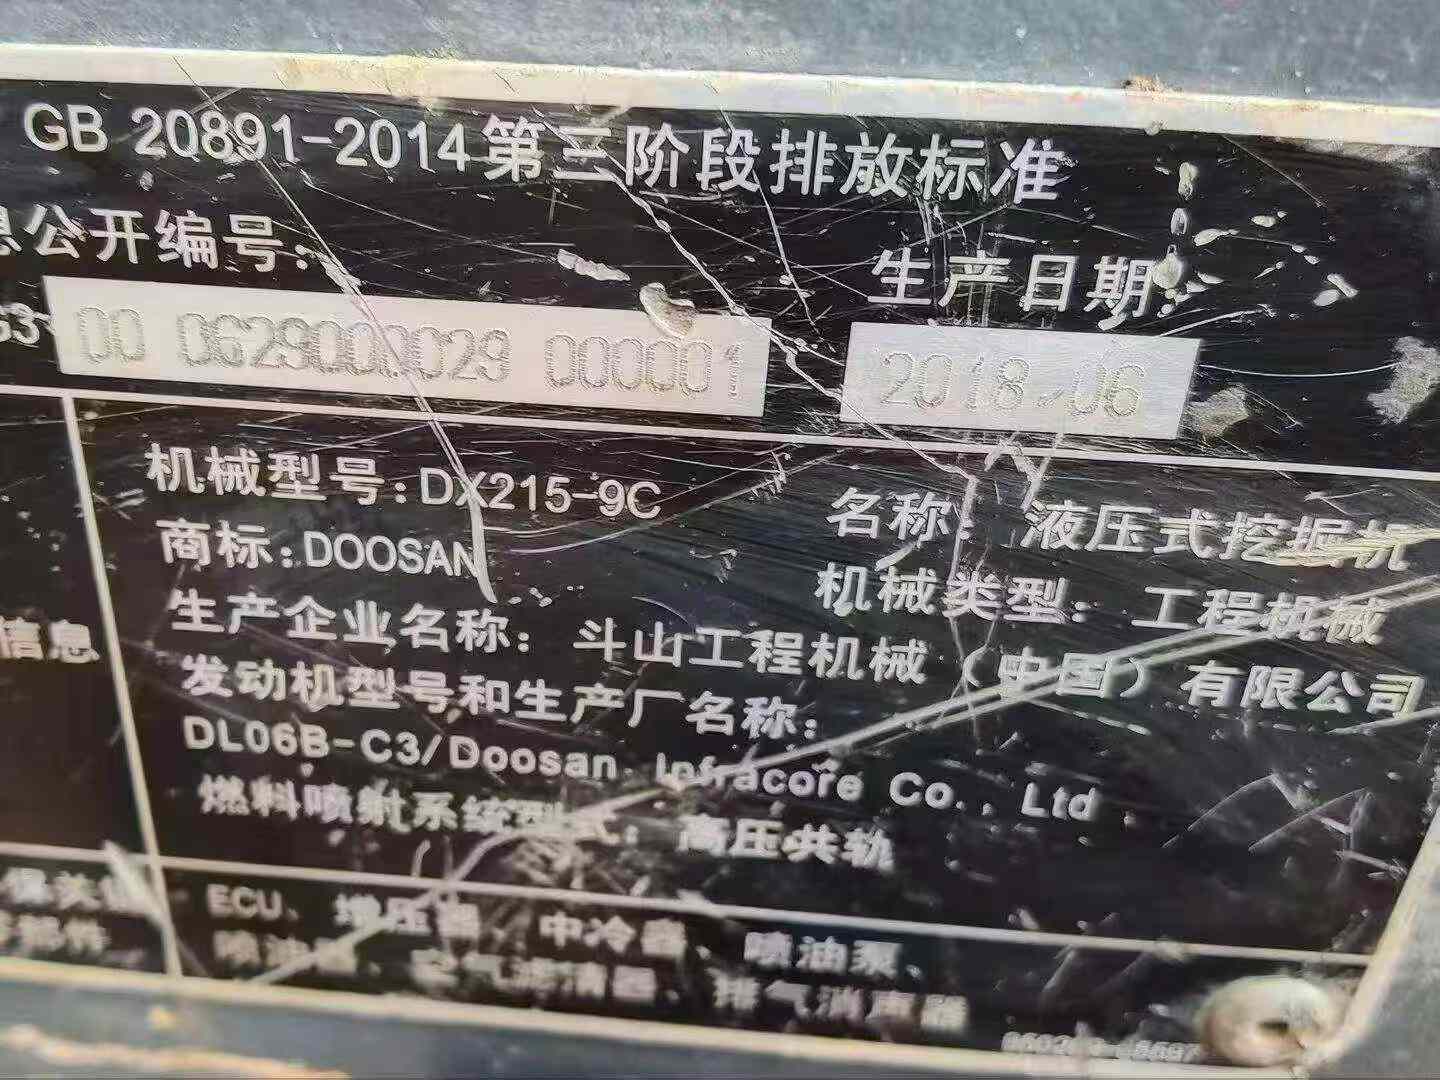 GB 20891-2014第三阶段排放标准
息公开编号:
生产日期:
G3 00 0629000029 000001
2018-06
机械型号:DX215-9C
名称: 液压式挖掘机
商标:DOOSAN
机械类型: 工程机械
信息
生产企业名称: 斗山工程机械(中国)有限公司
发动机型号和生产厂名称:
DL06B-C3/Doosan Infracore Co., Ltd
燃料喷射系统型式: 高压共轨
ECU、增压器、中冷器、喷油泵、
部件
喷油器、空气滤清器、排气消声器